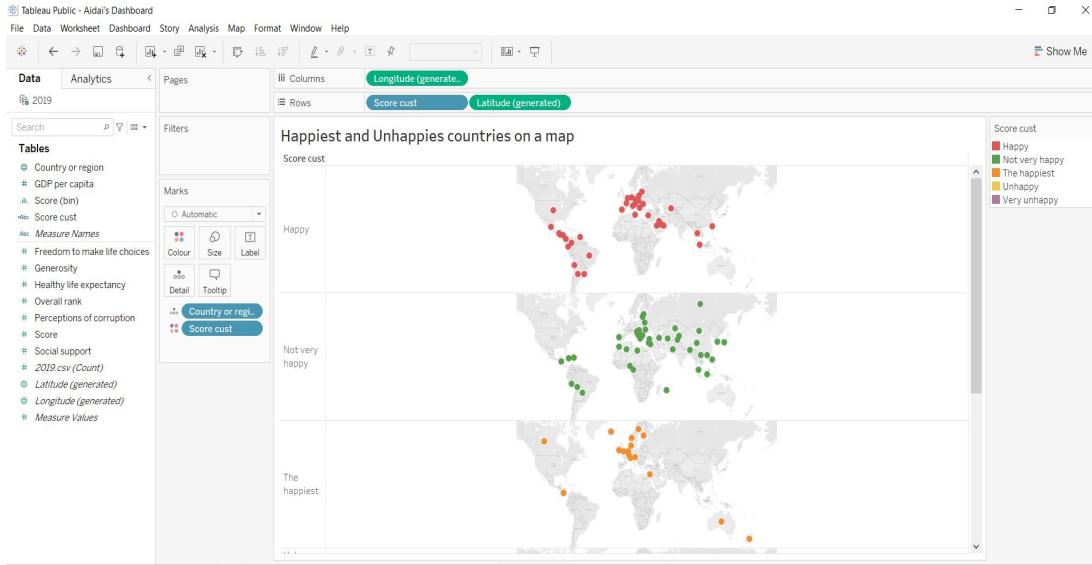 Tableau Public - Aidai's Dashboard
File Data Worksheet Dashboard Story Analysis Map Format Window Help
Show Me
Data Analytics
2019
Search
Tables
Country or region
# GDP per capita
Score (bin)
Abc Score cust
Abc Measure Names
# Freedom to make life choices
# Generosity
# Healthy life expectancy
# Overall rank
# Perceptions of corruption
# Score
# Social support
# 2019.csv (Count)
Latitude (generated)
Longitude (generated)
# Measure Values
Pages
Filters
Marks
Automatic
Colour Size Label
Detail Tooltip
Country or regi..
Score cust
iii Columns Longitude (generate..
Rows Score cust Latitude (generated)
Happiest and Unhappies countries on a map
Score cust
Happy
Not very
happy
The
happiest
Score cust
Happy
Not very happy
The happiest
Unhappy
Very unhappy